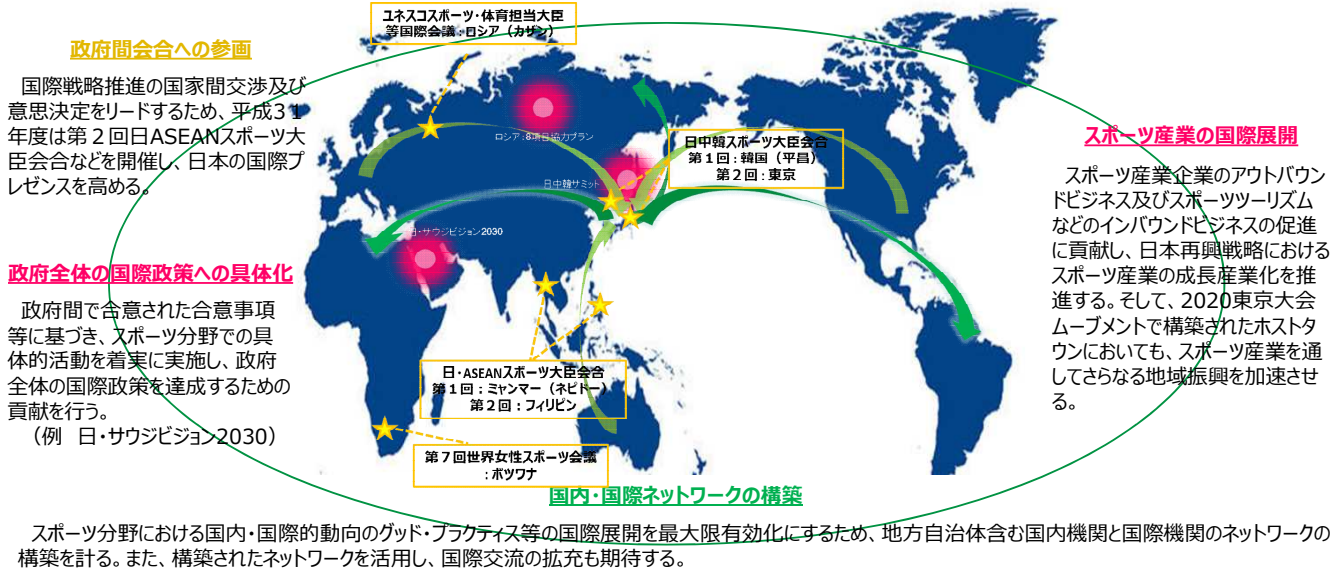 ユネスコスポーツ・体育担当大臣
等国際会議：ロシア（カザン）
政府間会合への参画
国際戦略推進の国家間交渉及び
意思決定をリードするため、平成３１
年度は第２回日ASEANスポーツ大
臣会合などを開催し、日本の国際プ
レゼンスを高める。
ロシア：8項目協力プラン
日中韓サミット
日・サウジビジョン2030
日中韓スポーツ大臣会合
第１回：韓国（平昌）
第２回：東京
スポーツ産業の国際展開
スポーツ産業企業のアウトバウン
ドビジネス及びスポーツツーリズム
などのインバウンドビジネスの促進
に貢献し、日本再興戦略における
スポーツ産業の成長産業化を推
進する。そして、2020東京大会
ムーブメントで構築されたホストタ
ウンにおいても、スポーツ産業を通
してさらなる地域振興を加速させ
る。
政府全体の国際政策への具体化
政府間で合意された合意事項
等に基づき、スポーツ分野での具
体的活動を着実に実施し、政府
全体の国際政策を達成するための
貢献を行う。
（例　日・サウジビジョン2030）
日・ASEANスポーツ大臣会合
第１回：ミャンマー（ネピドー）
第２回：フィリピン
第７回世界女性スポーツ会議
：ボツワナ
国内・国際ネットワークの構築
スポーツ分野における国内・国際的動向のグッド・プラクティス等の国際展開を最大限有効化にするため、地方自治体含む国内機関と国際機関のネットワークの
構築を計る。また、構築されたネットワークを活用し、国際交流の拡充も期待する。